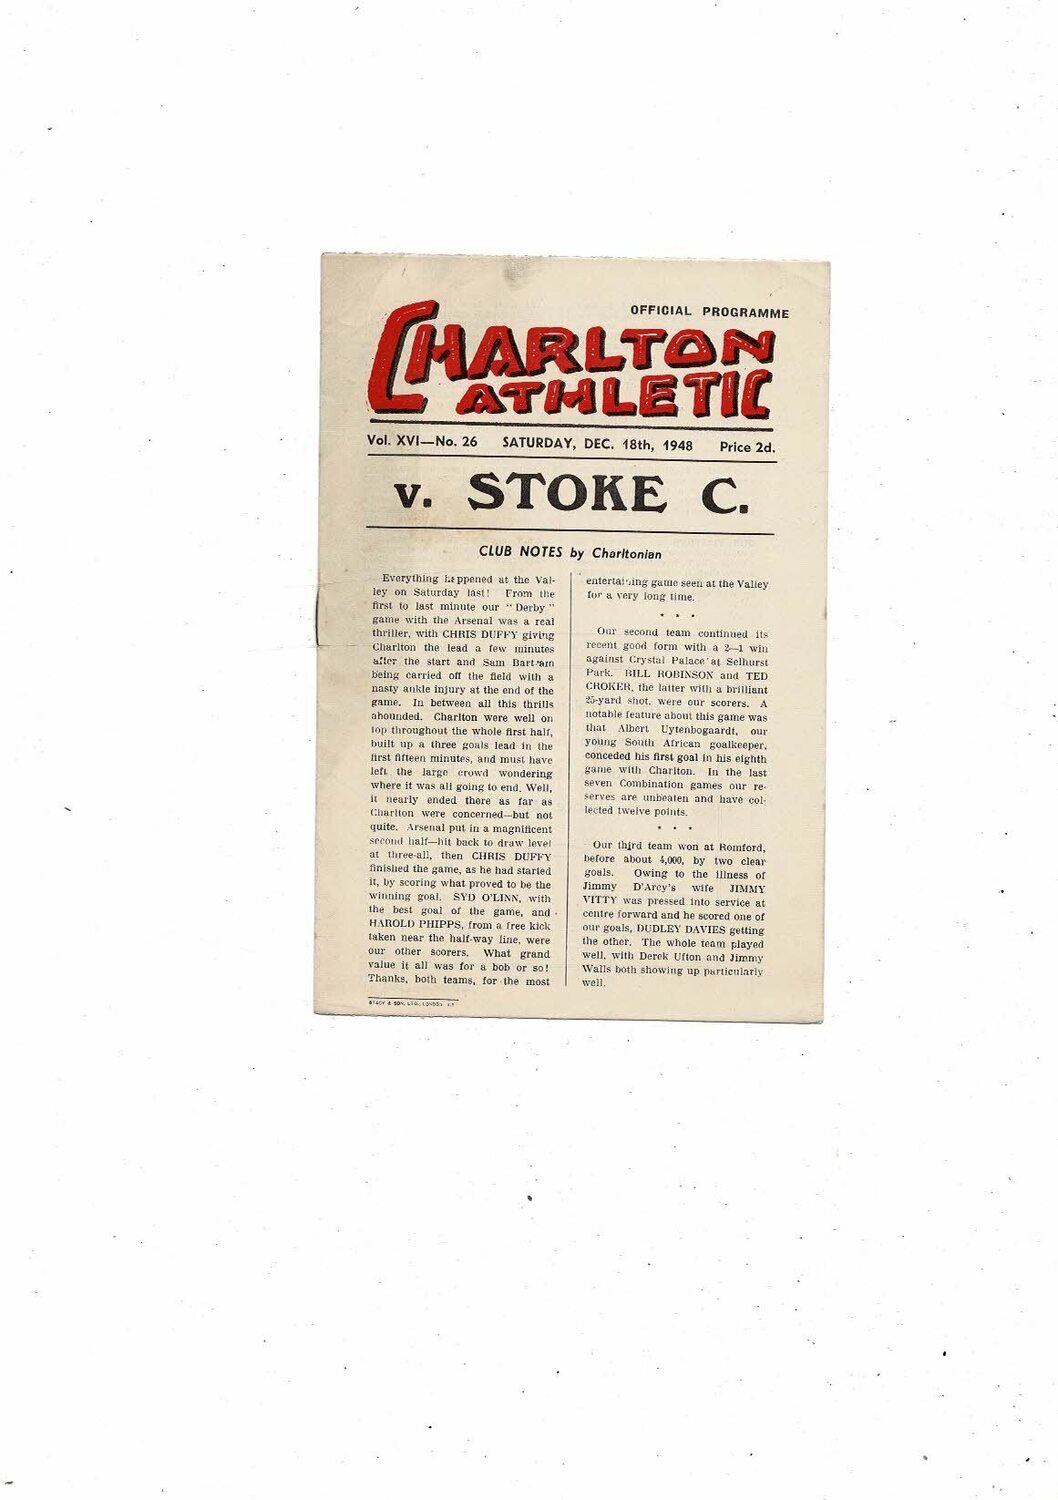 OFFICIAL PROGRAMME
CHARLTON
ATHLETIC
Vol. XVI—No. 26 SATURDAY, DEC. 18th, 1948 Price 2d.
v. STOKE C.
CLUB NOTES by Charltonian
Everything happened at the Val-
ley on Saturday last! From the
first to last minute our "Derby"
game with the Arsenal was a real
thriller, with CHRIS DUFFY giving
Charlton the lead a few minutes
after the start and Sam Bartram
being carried off the field with a
nasty ankle injury at the end of the
game. In between all this thrills
abounded. Charlton were well on
top throughout the whole first half,
built up a three goals lead in the
first fifteen minutes, and must have
left the large crowd wondering
where it was all going to end. Well,
it nearly ended there as far as
Charlton were concerned—but not
quite. Arsenal put in a magnificent
second half—hit back to draw level
at three-all, then CHRIS DUFFY
finished the game, as he had started
it, by scoring what proved to be the
winning goal. SYD O'LINN, with
the best goal of the game, and
HAROLD PHIPPS, from a free kick
taken near the half-way line, were
our other scorers. What grand
value it all was for a bob or so!
Thanks, both teams, for the most
entertaining game seen at the Valley
for a very long time.
* * *
Our second team continued its
recent good form with a 2—1 win
against Crystal Palace at Selhurst
Park. BILL ROBINSON and TED
CROKER, the latter with a brilliant
25-yard shot, were our scorers. A
notable feature about this game was
that Albert Uytenbogaardt, our
young South African goalkeeper,
conceded his first goal in his eighth
game with Charlton. In the last
seven Combination games our re-
serves are unbeaten and have col-
lected twelve points.
* * *
Our third team won at Romford,
before about 4,000, by two clear
goals. Owing to the illness of
Jimmy D'Arcy's wife JIMMY
VITTY was pressed into service at
centre forward and he scored one of
our goals, DUDLEY DAVIES getting
the other. The whole team played
well, with Derek Ufton and Jimmy
Walls both showing up particularly
well.
& SON, LTD., LONDON